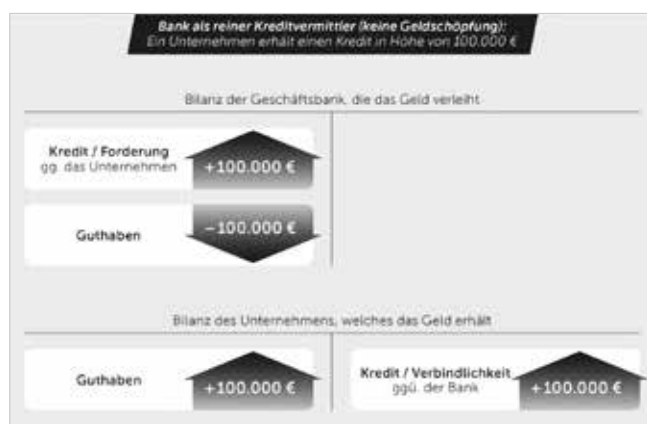 Bank als reiner Kreditvermittler (keine Geldschöpfung):
Ein Unternehmen erhält einen Kredit in Höhe von 100.000 €
Bilanz der Geschäftsbank, die das Geld verleiht
Kredit / Forderung
gg. das Unternehmen
+100.000 €
Guthaben
−100.000 €
Bilanz des Unternehmens, welches das Geld erhält
Guthaben
+100.000 €
Kredit / Verbindlichkeit
ggü. der Bank
+100.000 €